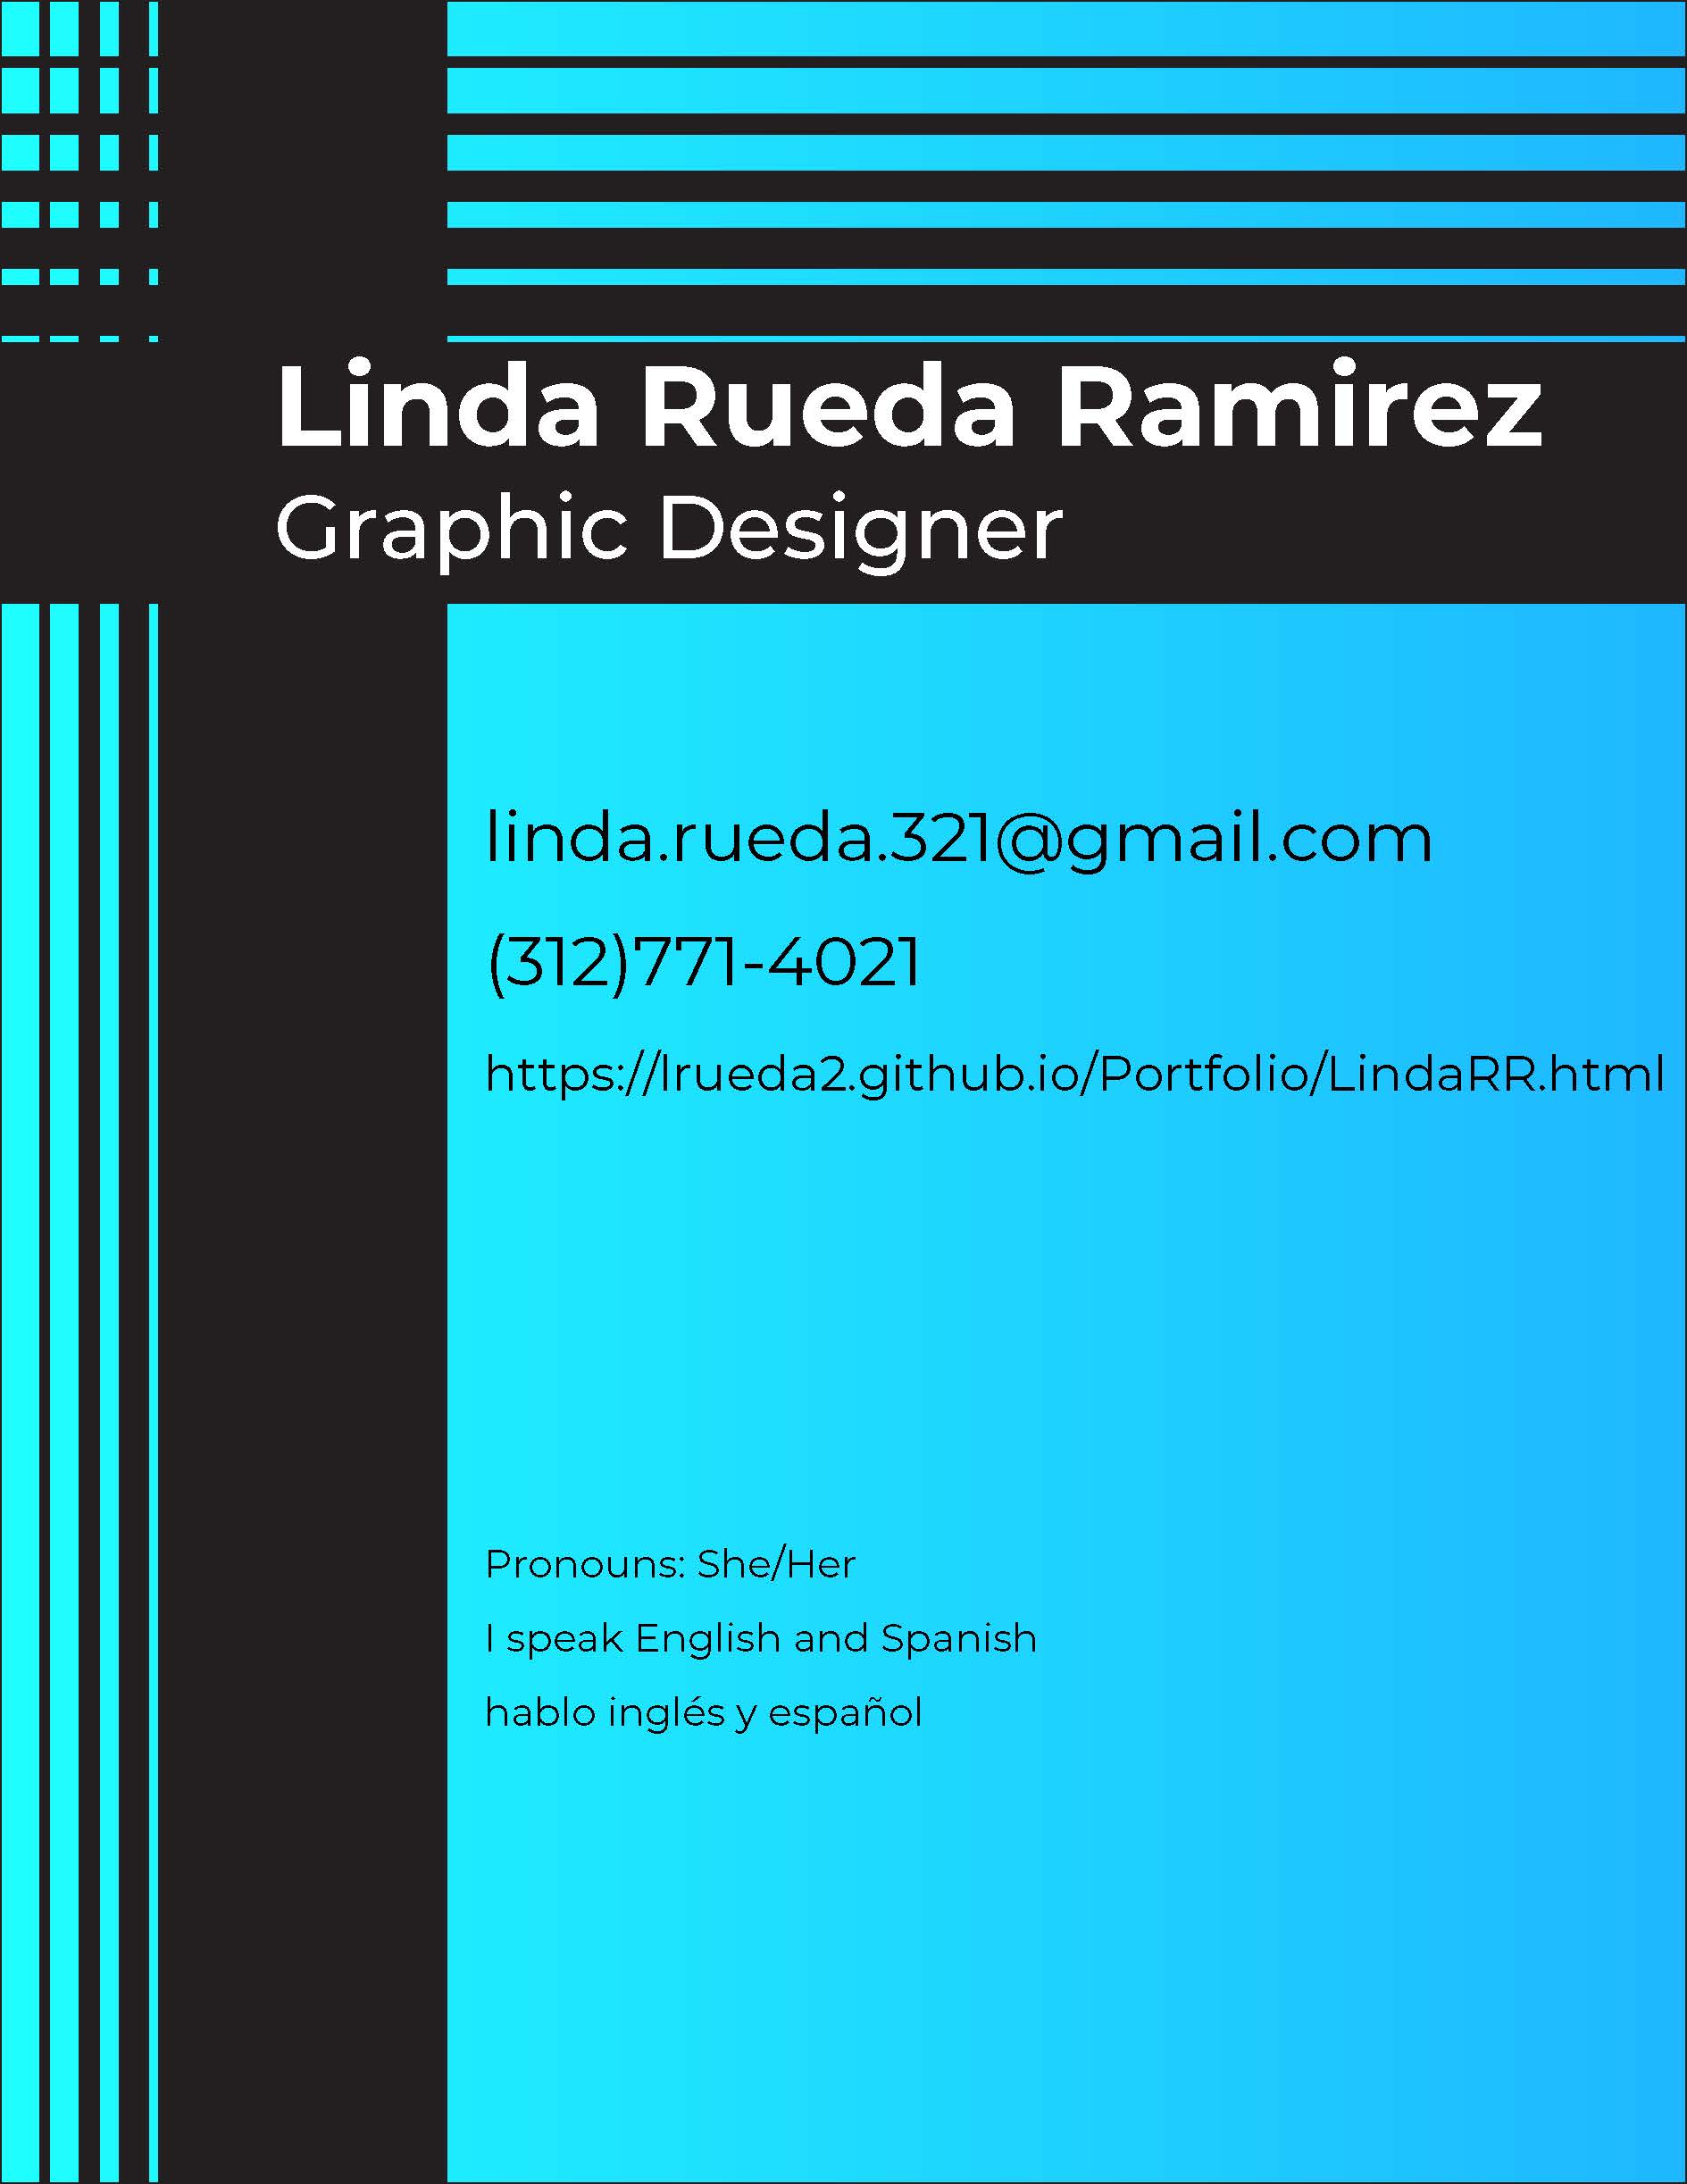 Linda Rueda Ramirez
Graphic Designer
linda.rueda.321@gmail.com
(312)771-4021
https://lrueda2.github.io/Portfolio/LindaRR.html
Pronouns: She/Her
I speak English and Spanish
hablo inglés y español